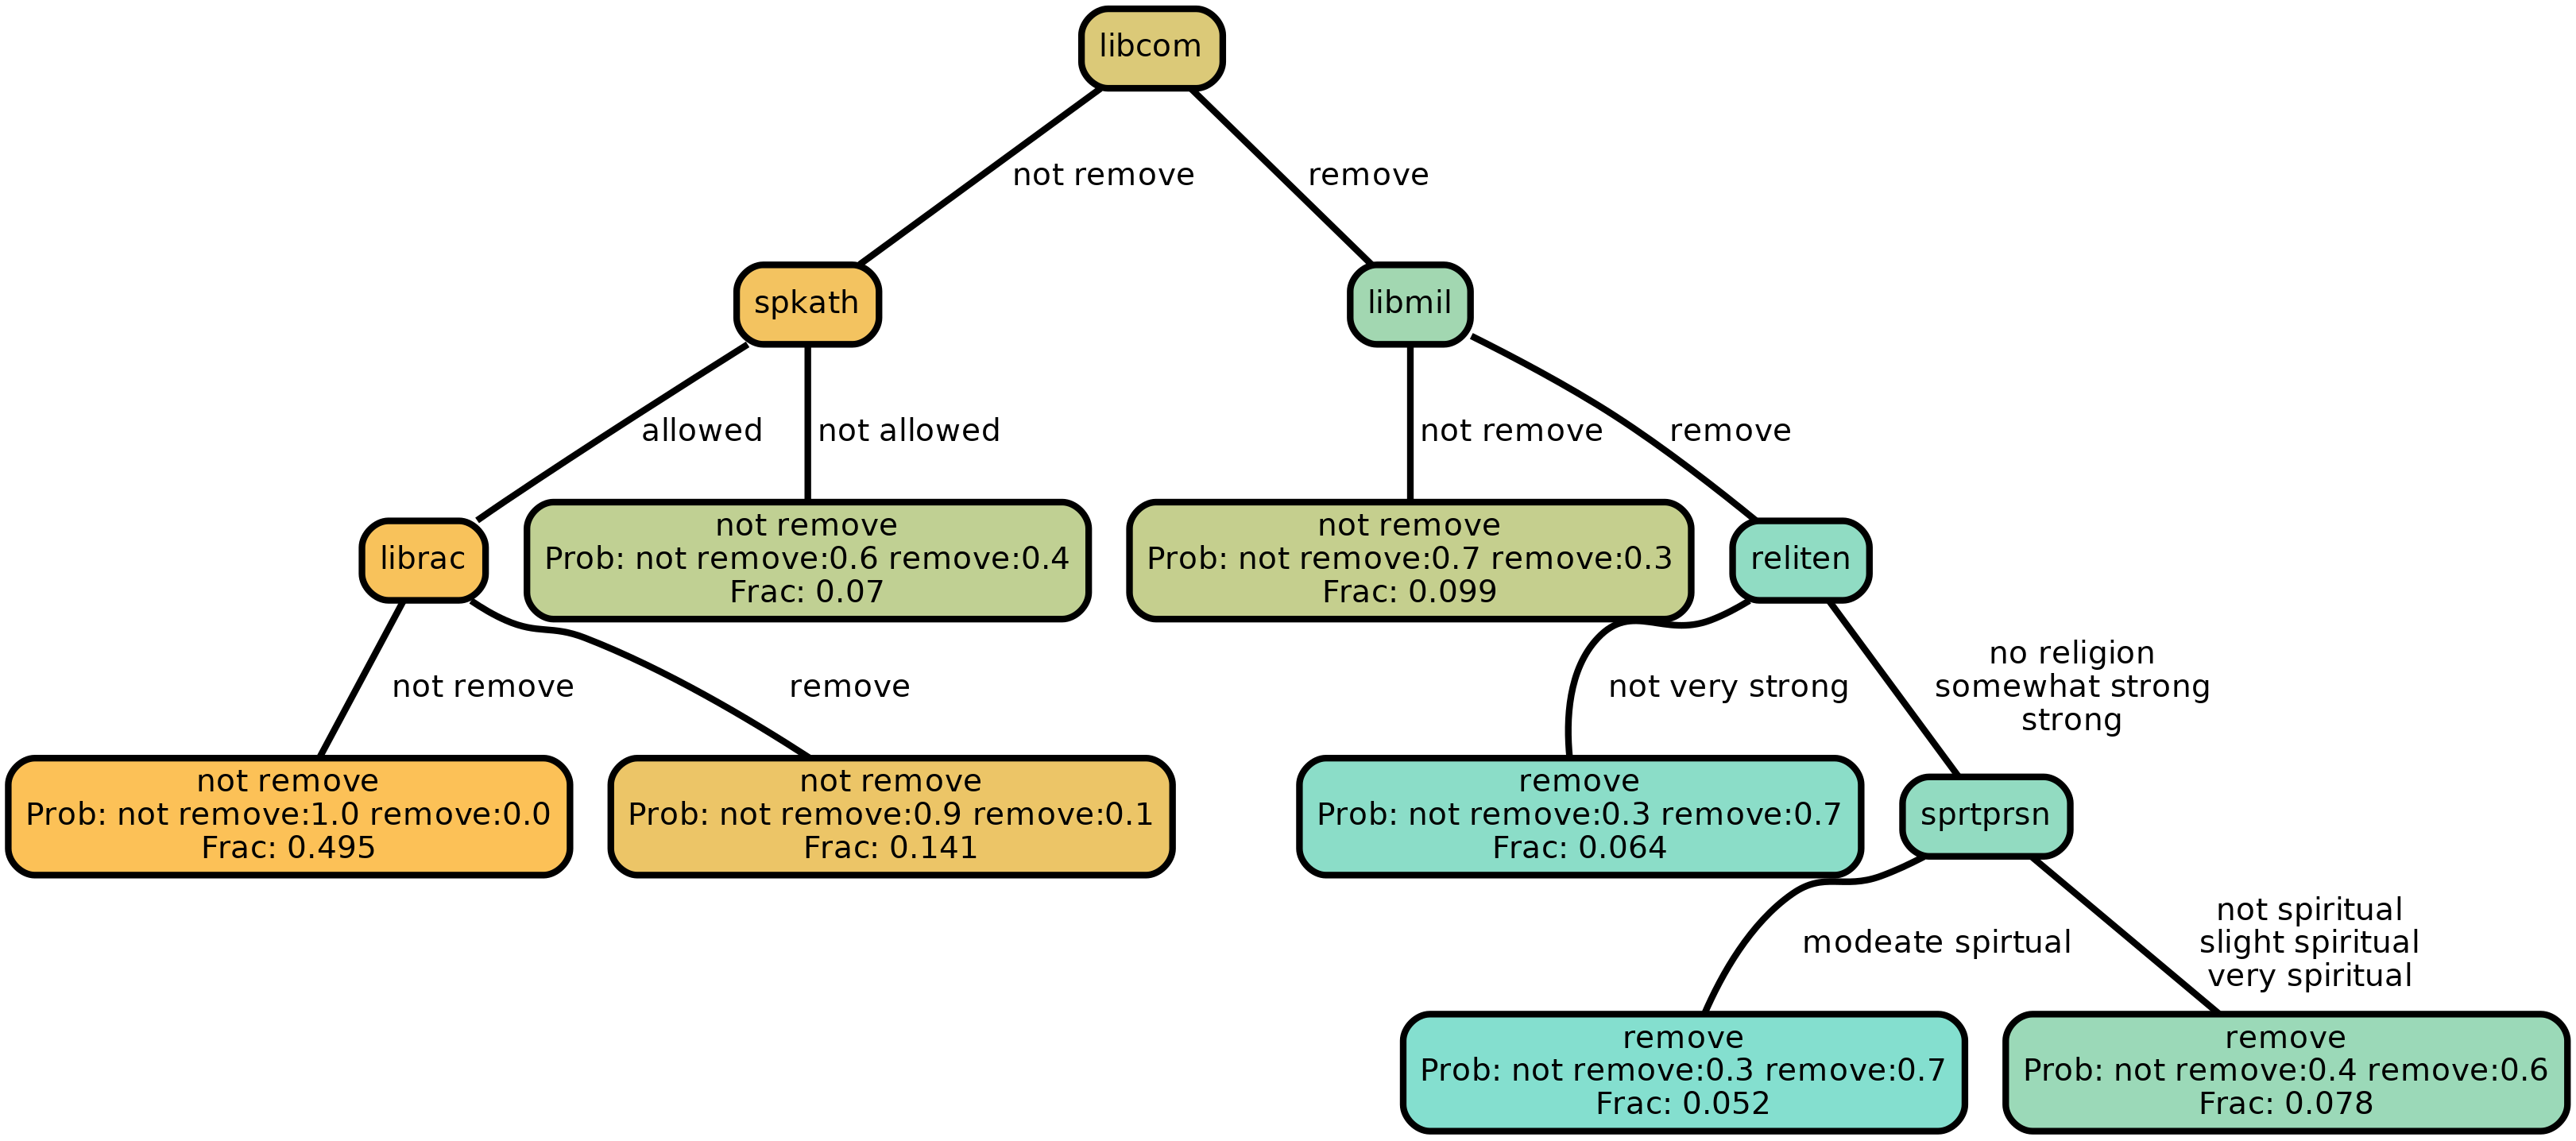 libcom
not remove
remove
spkath
libmil
allowed
not allowed
not remove
remove
librac
not remove
Prob: not remove:0.6 remove:0.4
Frac: 0.07
not remove
Prob: not remove:0.7 remove:0.3
Frac: 0.099
reliten
not remove
remove
not very strong
no religion
somewhat strong
strong
not remove
Prob: not remove:1.0 remove:0.0
Frac: 0.495
not remove
Prob: not remove:0.9 remove:0.1
Frac: 0.141
remove
Prob: not remove:0.3 remove:0.7
Frac: 0.064
sprtprsn
modeate spirtual
not spiritual
slight spiritual
very spiritual
remove
Prob: not remove:0.3 remove:0.7
Frac: 0.052
remove
Prob: not remove:0.4 remove:0.6
Frac: 0.078